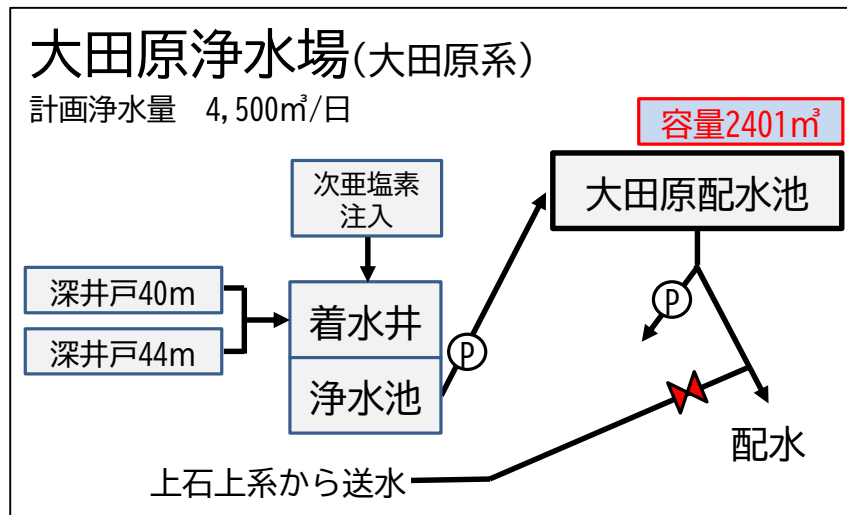 大田原浄水場(大田原系)
計画浄水量　4,500㎥/日
容量2401㎥
大田原配水池
次亜塩素
注入
深井戸40m
深井戸44m
着水井
浄水池
P
P
配水
上石上系から送水